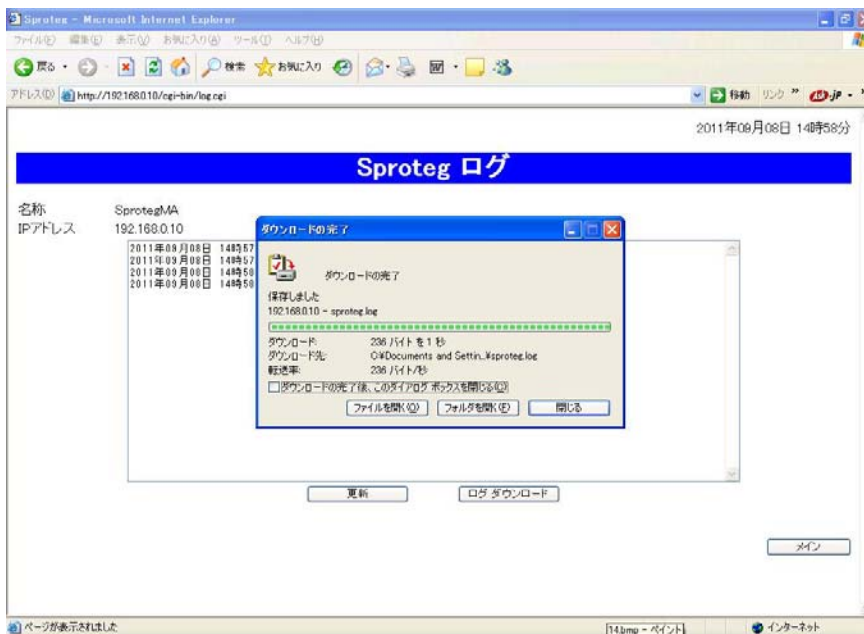 Sproteg - Microsoft Internet Explorer
ファイル(F) 編集(E) 表示(V) お気に入り(A) ツール(T) ヘルプ(H)
戻る 検索 お気に入り
アドレス(D) http://192.168.0.10/cgi-bin/log.cgi 移動 リンク
2011年09月08日 14時58分
Sproteg ログ
名称 SprotegMA
IPアドレス 192.168.0.10
2011年09月08日 14時57
2011年09月08日 14時57
2011年09月08日 14時58
2011年09月08日 14時58
ダウンロードの完了
ダウンロードの完了
保存しました
192.168.0.10 - sproteg.log
ダウンロード: 236 バイト を 1 秒
ダウンロード先: C:¥Documents and Settin...¥sproteg.log
転送率: 236 バイト/秒
ダウンロードの完了後、このダイアログ ボックスを閉じる(C)
ファイルを開く(O) フォルダを開く(F) 閉じる
更新 ログ ダウンロード
メイン
ページが表示されました 14.bmp - ペイント インターネット